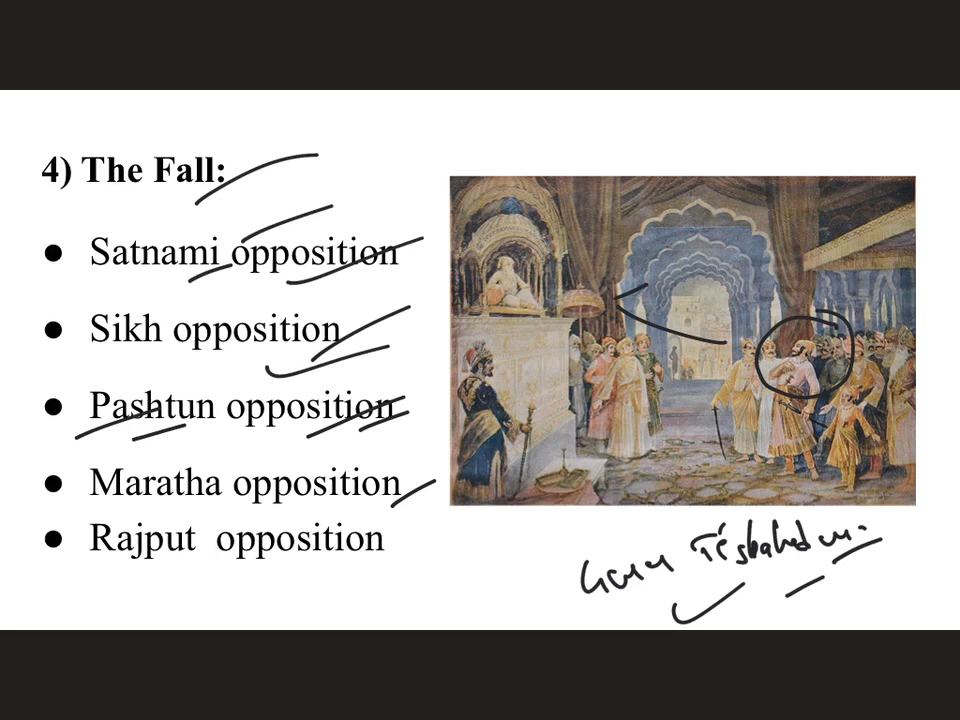 4) The Fall:
● Satnami opposition
● Sikh opposition
● Pashtun opposition
● Maratha opposition
● Rajput opposition